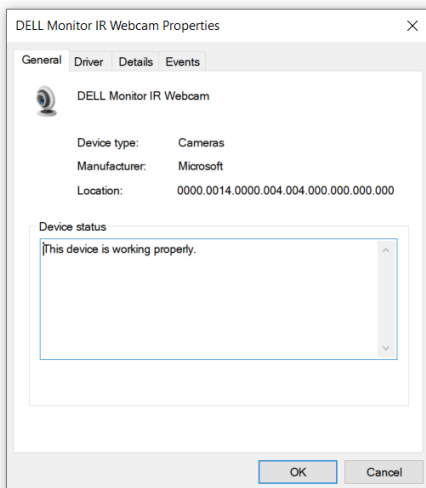 DELL Monitor IR Webcam Properties
General Driver Details Events
DELL Monitor IR Webcam
Device type: Cameras
Manufacturer: Microsoft
Location: 0000.0014.0000.004.004.000.000.000.000
Device status
This device is working properly.
OK Cancel